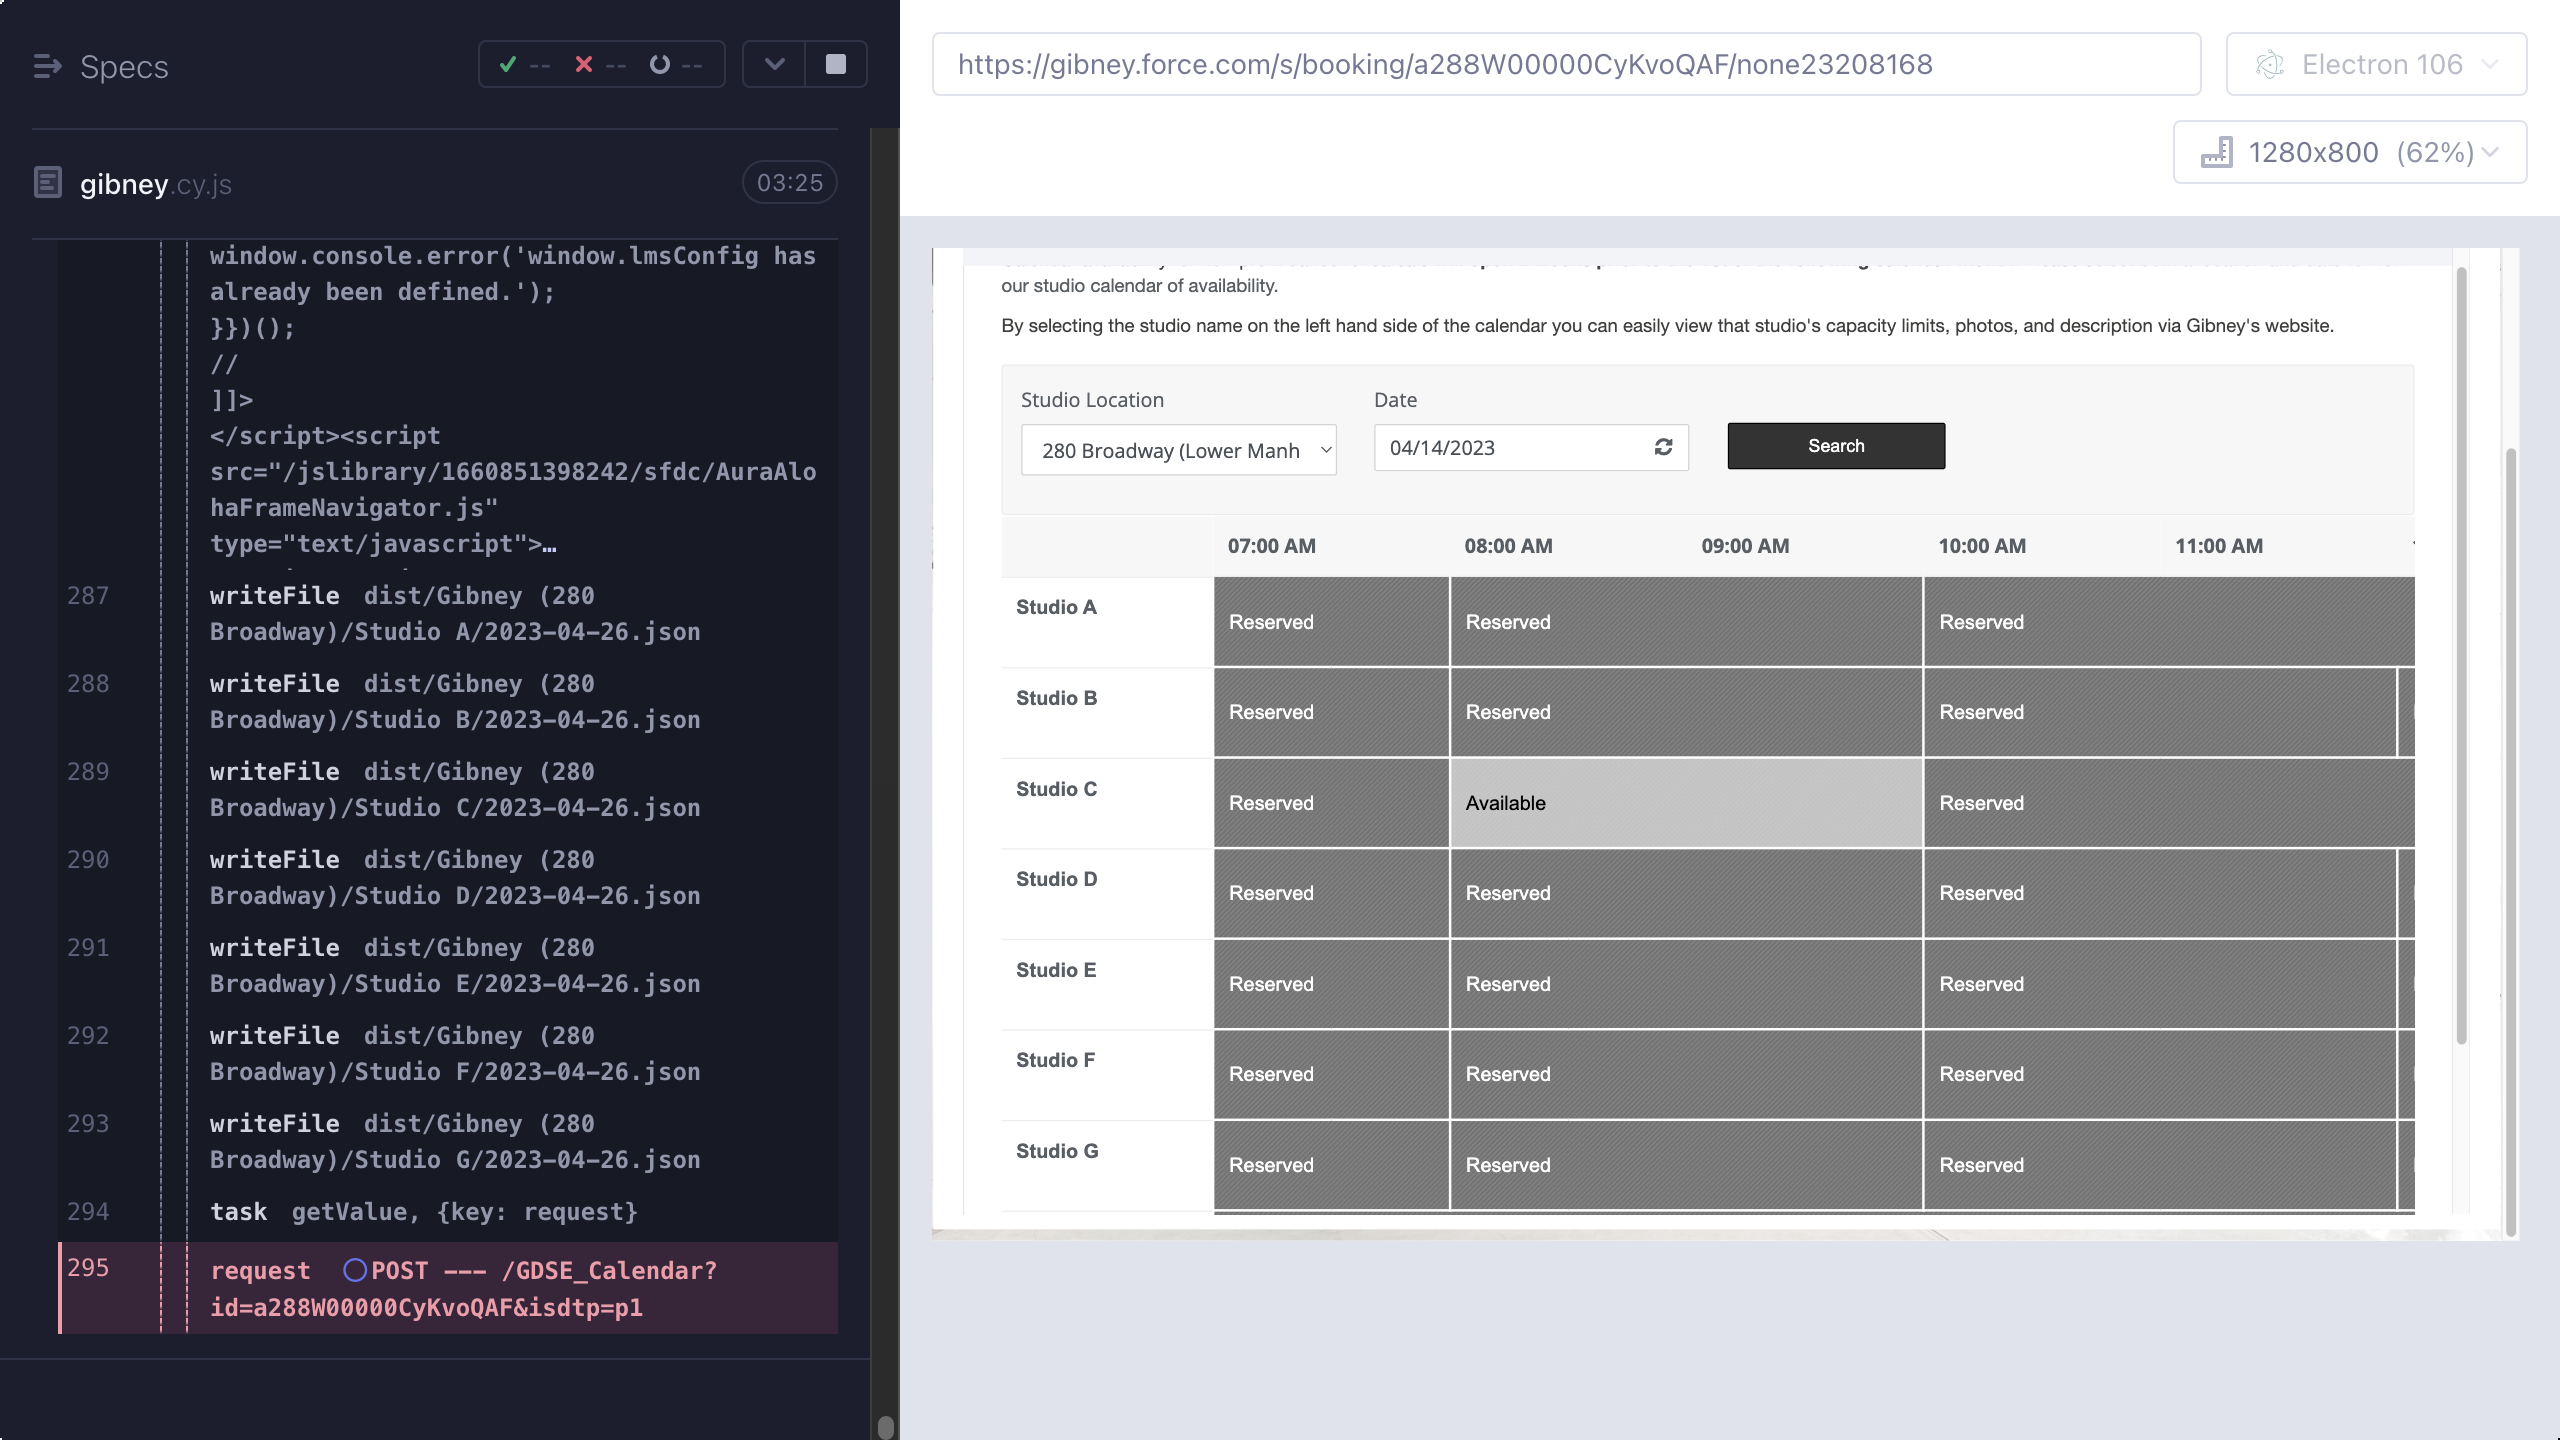 Specs
--
--
--
gibney.cy.js
03:25
window.console.error('window.lmsConfig has
already been defined.');
}})();
//
]]>
</script><script
src="/jslibrary/1660851398242/sfdc/AuraAlo
haFrameNavigator.js"
type="text/javascript">…
287
writeFile dist/Gibney (280
Broadway)/Studio A/2023-04-26.json
288
writeFile dist/Gibney (280
Broadway)/Studio B/2023-04-26.json
289
writeFile dist/Gibney (280
Broadway)/Studio C/2023-04-26.json
290
writeFile dist/Gibney (280
Broadway)/Studio D/2023-04-26.json
291
writeFile dist/Gibney (280
Broadway)/Studio E/2023-04-26.json
292
writeFile dist/Gibney (280
Broadway)/Studio F/2023-04-26.json
293
writeFile dist/Gibney (280
Broadway)/Studio G/2023-04-26.json
294
task getValue, {key: request}
295
request POST --- /GDSE_Calendar?
id=a288W00000CyKvoQAF&isdtp=p1
https://gibney.force.com/s/booking/a288W00000CyKvoQAF/none23208168
Electron 106
1280x800 (62%)
our studio calendar of availability.
By selecting the studio name on the left hand side of the calendar you can easily view that studio's capacity limits, photos, and description via Gibney's website.
Studio Location
Date
280 Broadway (Lower Manh
04/14/2023
Search
07:00 AM 08:00 AM 09:00 AM 10:00 AM 11:00 AM
Studio A
Reserved Reserved Reserved
Studio B
Reserved Reserved Reserved
Studio C
Reserved Available Reserved
Studio D
Reserved Reserved Reserved
Studio E
Reserved Reserved Reserved
Studio F
Reserved Reserved Reserved
Studio G
Reserved Reserved Reserved